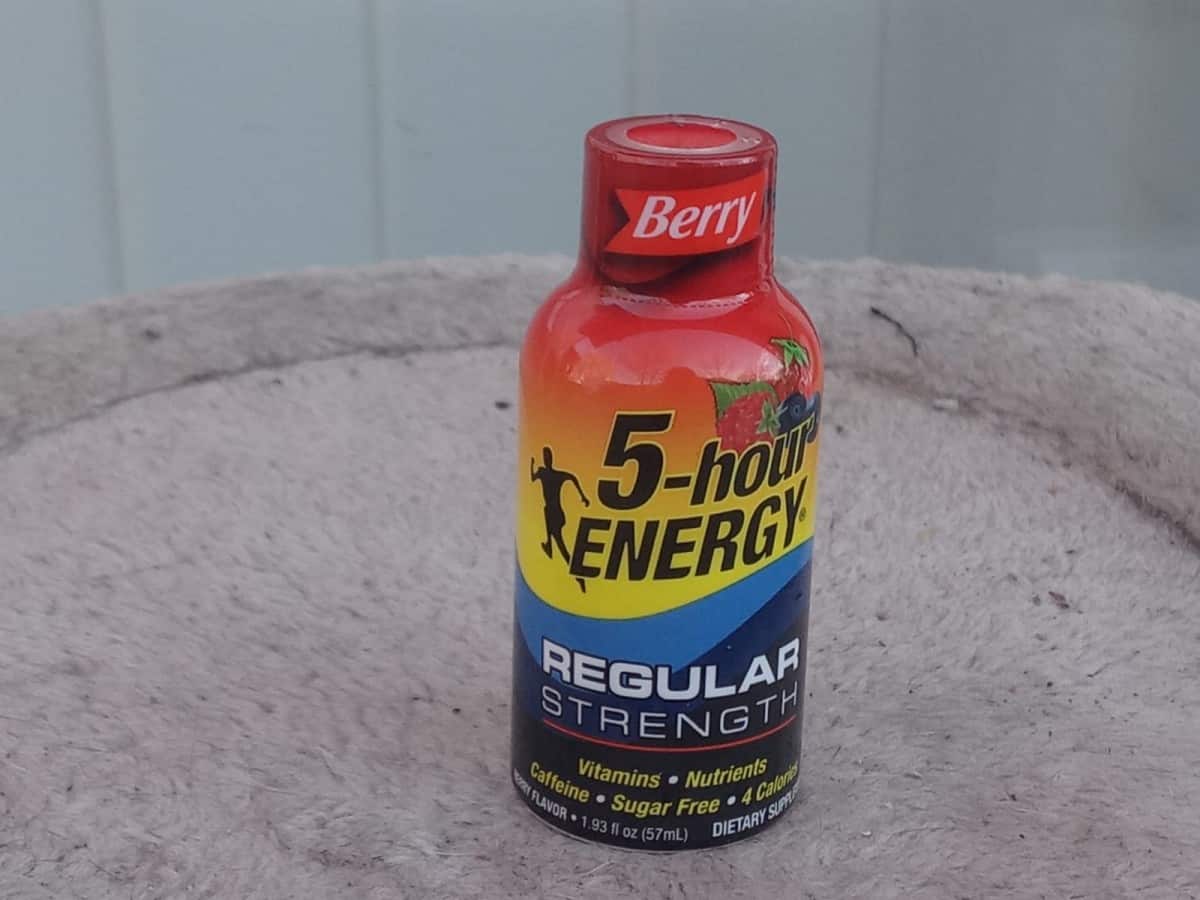 Berry
5-hour
ENERGY®
REGULAR
STRENGTH
Vitamins • Nutrients
Caffeine • Sugar Free • 4 Calories
BERRY FLAVOR • 1.93 fl oz (57mL) DIETARY